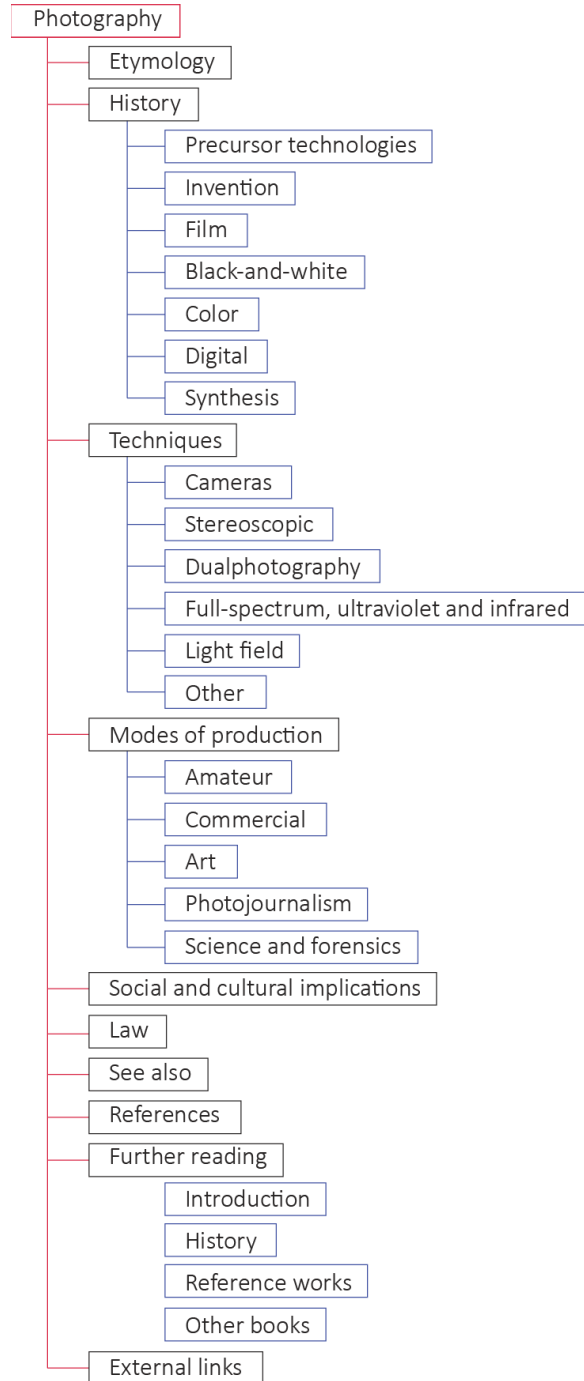 Photography
Etymology
History
Precursor technologies
Invention
Film
Black-and-white
Color
Digital
Synthesis
Techniques
Cameras
Stereoscopic
Dualphotography
Full-spectrum, ultraviolet and infrared
Light field
Other
Modes of production
Amateur
Commercial
Art
Photojournalism
Science and forensics
Social and cultural implications
Law
See also
References
Further reading
Introduction
History
Reference works
Other books
External links